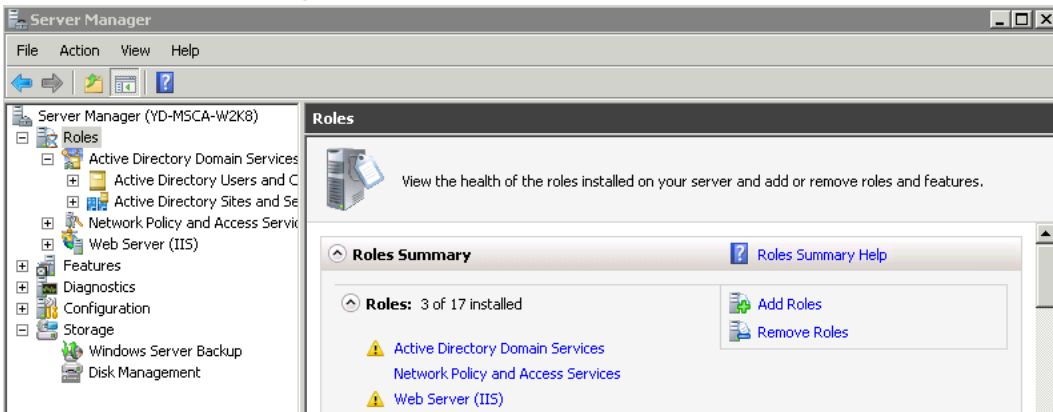 Server Manager
File Action View Help
Server Manager (YD-MSCA-W2K8)
Roles
Active Directory Domain Services
Active Directory Users and C
Active Directory Sites and Se
Network Policy and Access Servic
Web Server (IIS)
Features
Diagnostics
Configuration
Storage
Windows Server Backup
Disk Management
Roles
View the health of the roles installed on your server and add or remove roles and features.
Roles Summary
Roles Summary Help
Roles: 3 of 17 installed
Add Roles
Remove Roles
Active Directory Domain Services
Network Policy and Access Services
Web Server (IIS)